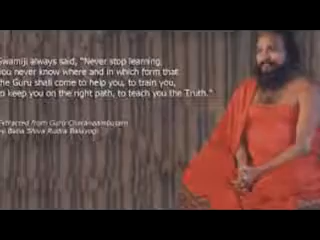 Swamiji always said, "Never stop learning,
you never know where and in which form that
the Guru shall come to help you, to train you,
to keep you on the right path, to teach you the Truth."
Extracted from Guru
by Baba Shiva Rudra Balayogi